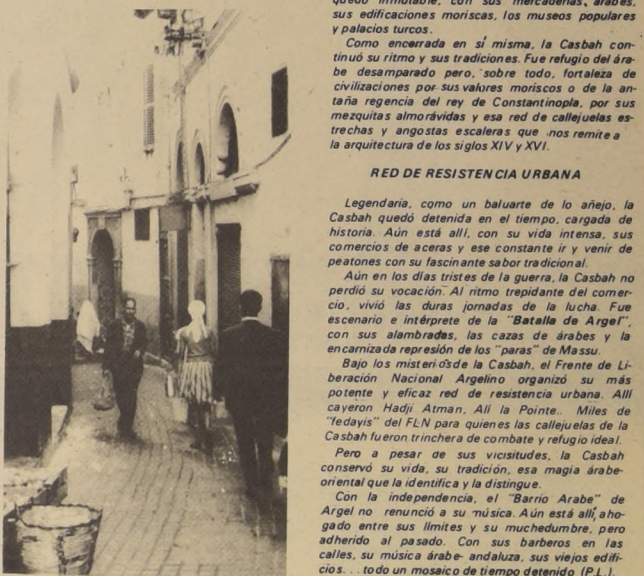 quedó inmutable, con sus mercaderías, árabes,
sus edificaciones moriscas, los museos populares
y palacios turcos.
Como encerrada en sí misma, la Casbah con-
tinuó su ritmo y sus tradiciones. Fue refugio del ára-
be desamparado pero, sobre todo, fortaleza de
civilizaciones por sus valores moriscos o de la an-
taña regencia del rey de Constantinopla, por sus
mezquitas almorávidas y esa red de callejuelas es-
trechas y angostas escaleras que nos remite a
la arquitectura de los siglos XIV y XVI.
RED DE RESISTENCIA URBANA
Legendaria, como un baluarte de lo añejo, la
Casbah quedó detenida en el tiempo, cargada de
historia. Aún está allí, con su vida intensa, sus
comercios de aceras y ese constante ir y venir de
peatones con su fascinante sabor tradicional.
Aún en los días tristes de la guerra, la Casbah no
perdió su vocación. Al ritmo trepidante del comer-
cio, vivió las duras jornadas de la lucha. Fue
escenario e intérprete de la "Batalla de Argel",
con sus alambradas, las cazas de árabes y la
encarnizada represión de los "paras" de Massu.
Bajo los misterios de la Casbah, el Frente de Li-
beración Nacional Argelino organizó su más
potente y eficaz red de resistencia urbana. Allí
cayeron Hadji Atman, Alí la Pointe.. Miles de
"fedayis" del FLN para quienes las callejuelas de la
Casbah fueron trinchera de combate y refugio ideal.
Pero a pesar de sus vicisitudes, la Casbah
conservó su vida, su tradición, esa magia árabe-
oriental que la identifica y la distingue.
Con la independencia, el "Barrio Arabe" de
Argel no renunció a su música. Aún está allí, aho-
gado entre sus límites y su muchedumbre, pero
adherido al pasado. Con sus barberos en las
calles, su música árabe- andaluza, sus viejos edifi-
cios. . . todo un mosaico de tiempo detenido (P.L.).